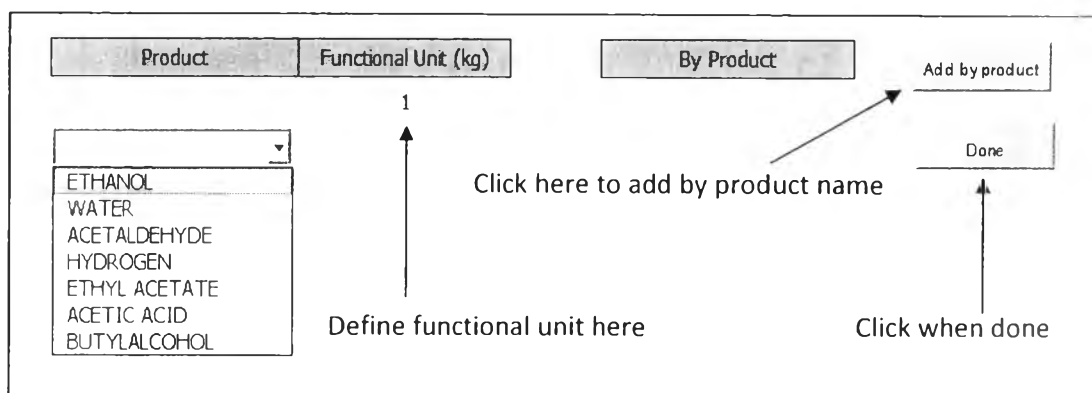 Product
Functional Unit (kg)
By Product
Add by product
1
Done
Click here to add by product name
ETHANOL
WATER
ACETALDEHYDE
HYDROGEN
ETHYL ACETATE
ACETIC ACID
BUTYLALCOHOL
Define functional unit here
Click when done